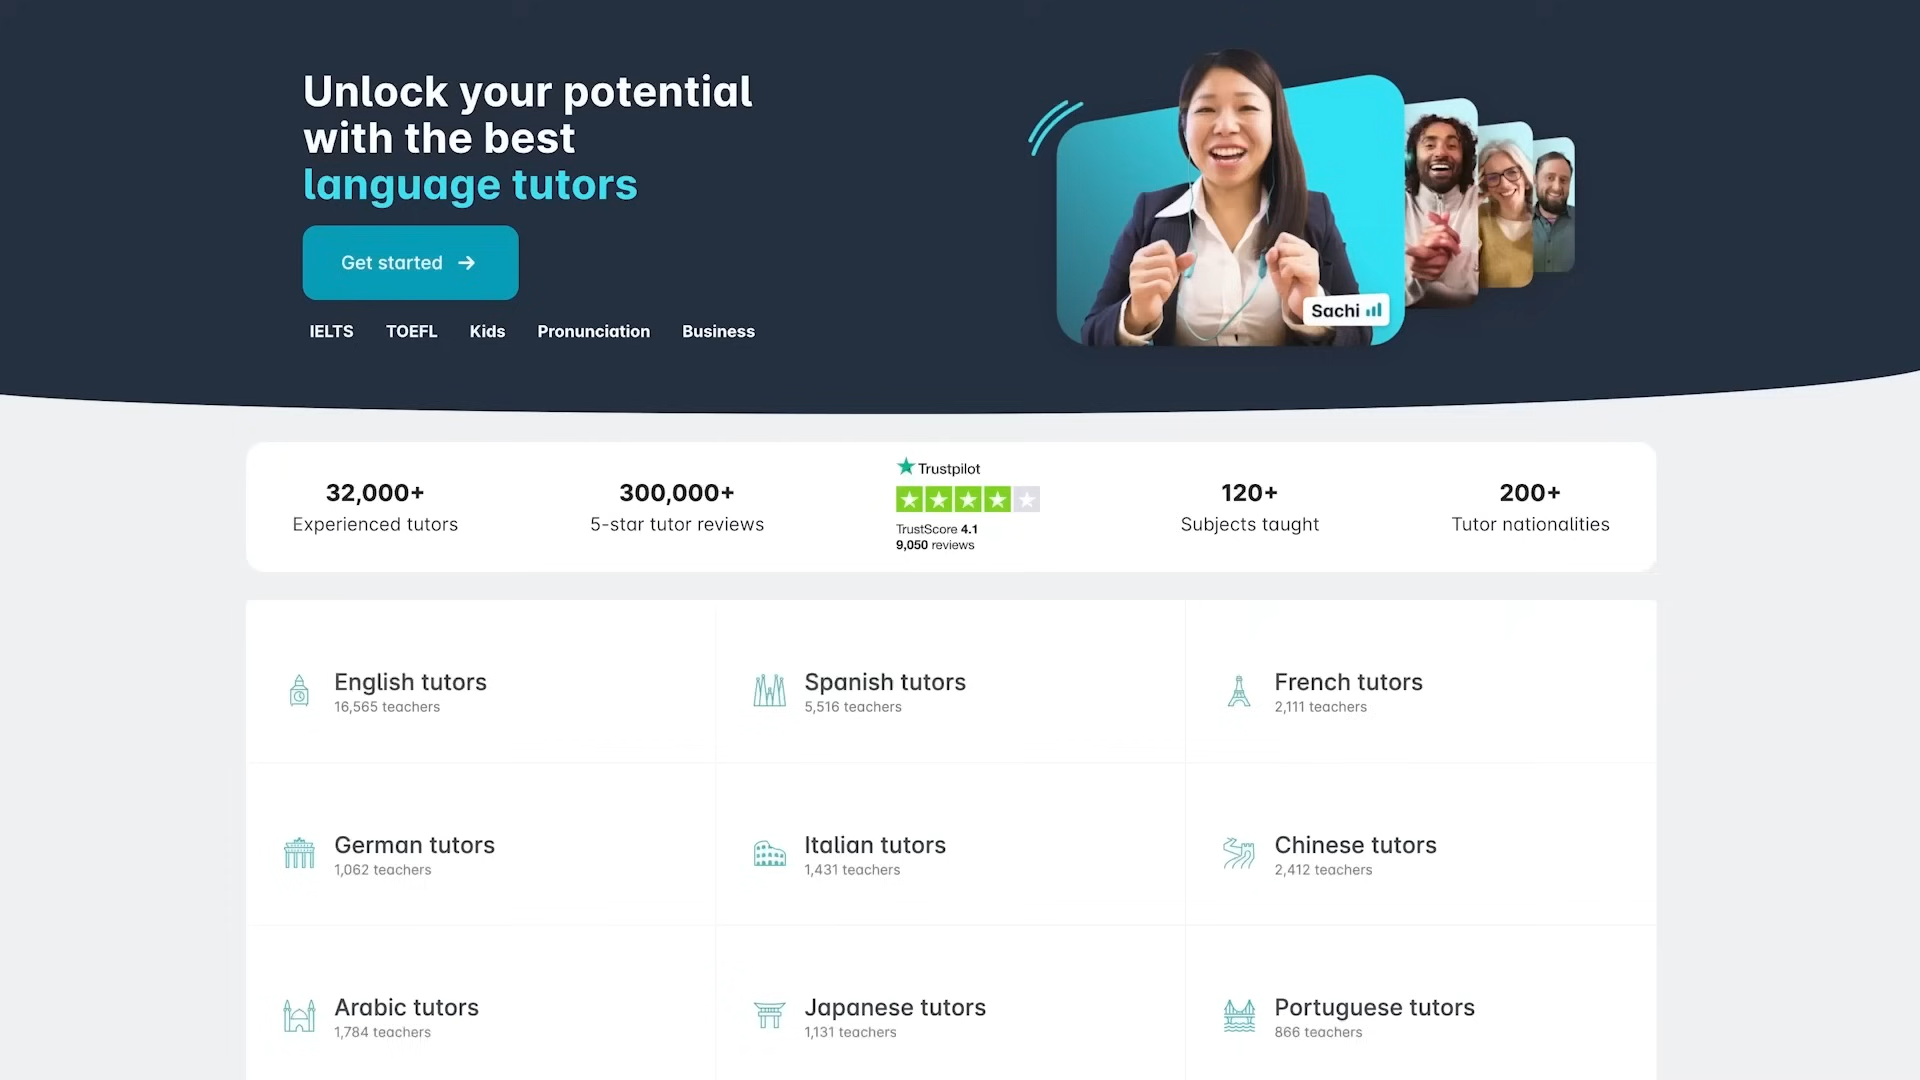 Unlock your potential
with the best
language tutors
Get started
IELTS TOEFL Kids Pronunciation Business
Sachi
32,000+
Experienced tutors
300,000+
5-star tutor reviews
Trustpilot
TrustScore 4.1
9,050 reviews
120+
Subjects taught
200+
Tutor nationalities
English tutors
16,565 teachers
Spanish tutors
5,516 teachers
French tutors
2,111 teachers
German tutors
1,062 teachers
Italian tutors
1,431 teachers
Chinese tutors
2,412 teachers
Arabic tutors
1,784 teachers
Japanese tutors
1,131 teachers
Portuguese tutors
866 teachers